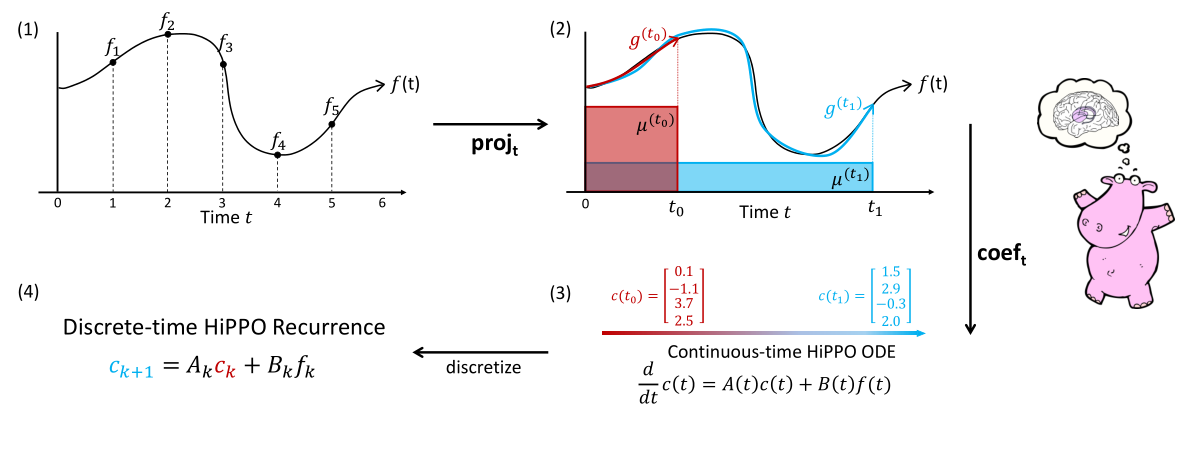 (1)
f₁
f₂
f₃
f₄
f₅
f(t)
0 1 2 3 4 5 6
Time t
proj_t
(2)
g^(t₀)
g^(t₁)
f(t)
μ^(t₀)
μ^(t₁)
0 t₀ Time t t₁
coef_t
(3)
c(t₀) = [0.1 −1.1 3.7 2.5]
c(t₁) = [1.5 2.9 −0.3 2.0]
Continuous-time HiPPO ODE
d/dt c(t) = A(t)c(t) + B(t)f(t)
discretize
(4)
Discrete-time HiPPO Recurrence
c_{k+1} = A_k c_k + B_k f_k